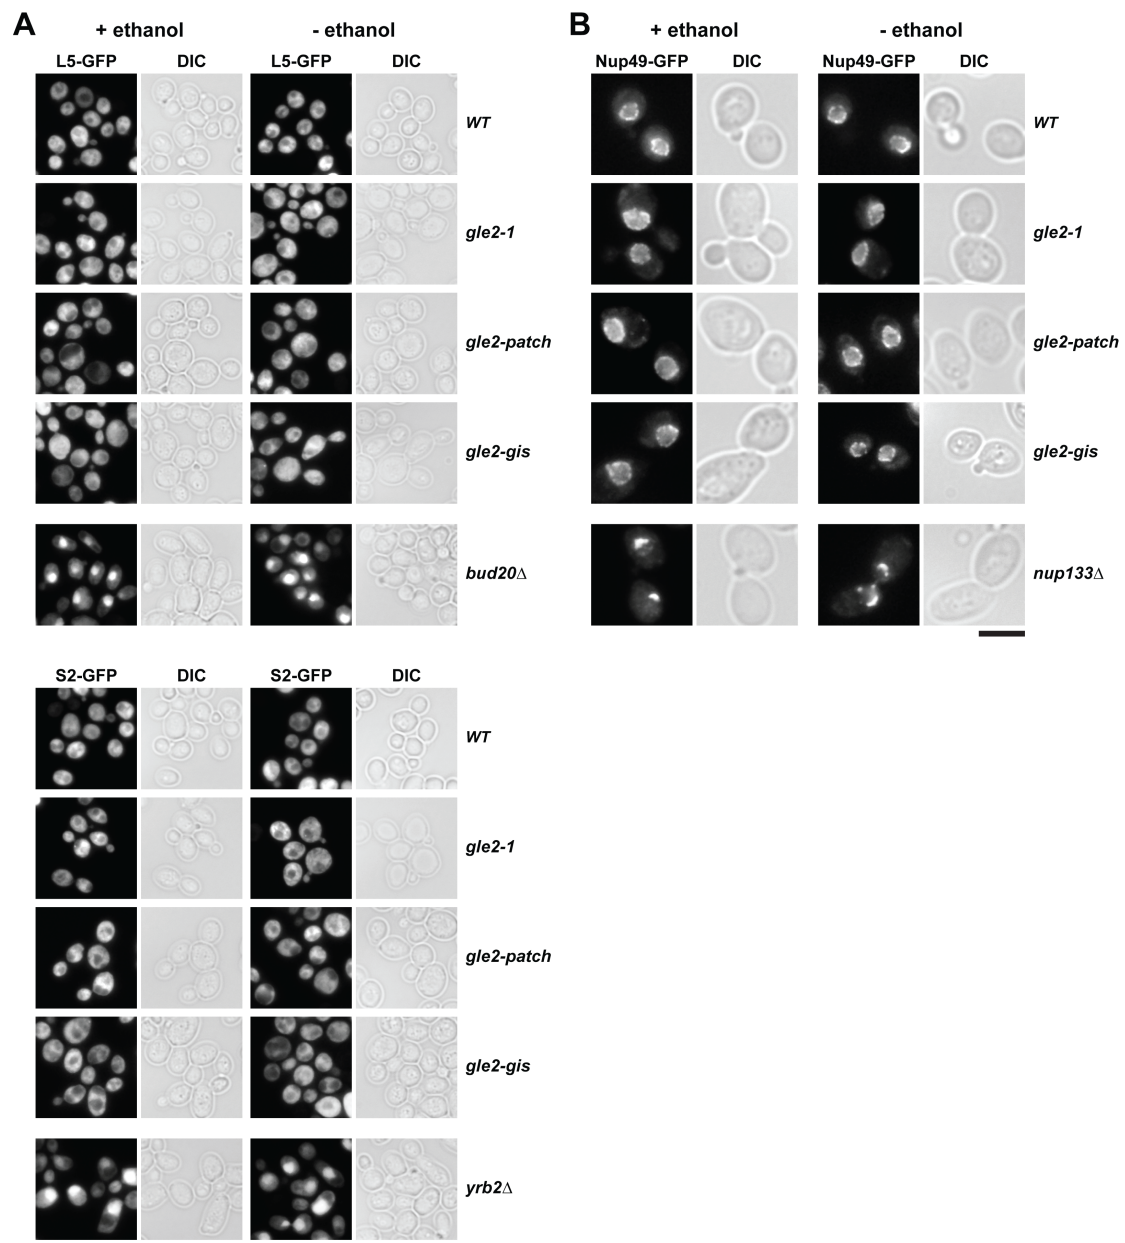 A
B
+ ethanol
- ethanol
+ ethanol
- ethanol
L5-GFP
DIC
L5-GFP
DIC
Nup49-GFP
DIC
Nup49-GFP
DIC
WT
WT
gle2-1
gle2-1
gle2-patch
gle2-patch
gle2-gis
gle2-gis
bud20Δ
nup133Δ
S2-GFP
DIC
S2-GFP
DIC
WT
gle2-1
gle2-patch
gle2-gis
yrb2Δ